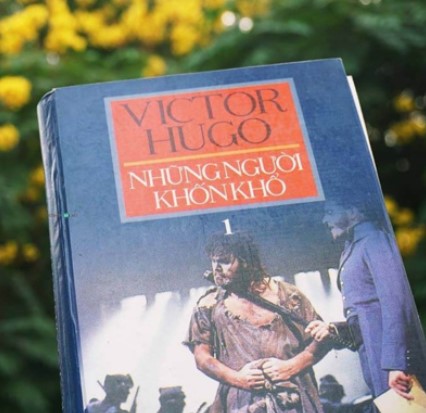 VICTOR
HUGO
NHỮNG NGƯỜI
KHỐN KHỔ
1